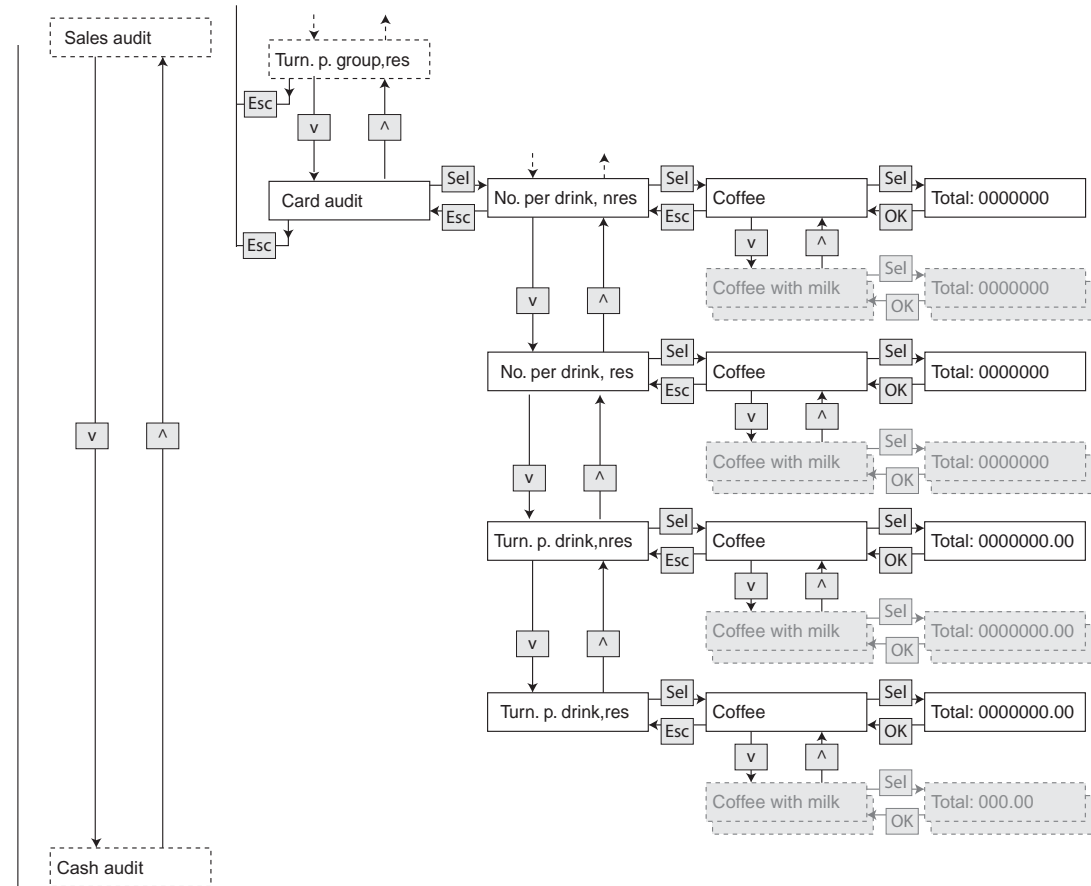 Sales audit
Turn. p. group,res
Esc
v ^
Sel Sel Sel
Card audit No. per drink, nres Coffee Total: 0000000
Esc Esc OK
Esc
v ^
Sel
Coffee with milk Total: 0000000
OK
v ^
Sel Sel
No. per drink, res Coffee Total: 0000000
Esc OK
v ^
v ^
Sel
Coffee with milk Total: 0000000
OK
v ^
Sel Sel
Turn. p. drink,nres Coffee Total: 0000000.00
Esc OK
v ^
Sel
Coffee with milk Total: 0000000.00
OK
v ^
Sel Sel
Turn. p. drink,res Coffee Total: 0000000.00
Esc OK
v ^
Sel
Coffee with milk Total: 000.00
OK
Cash audit